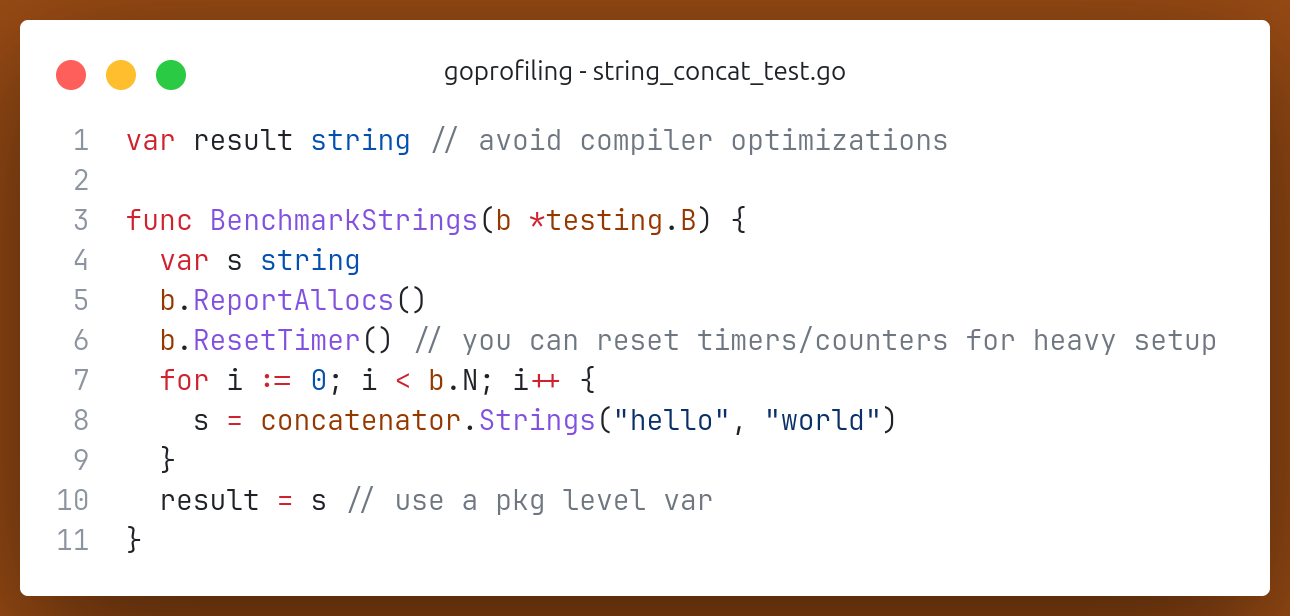 goprofiling - string_concat_test.go
1 var result string // avoid compiler optimizations
2
3 func BenchmarkStrings(b *testing.B) {
4   var s string
5   b.ReportAllocs()
6   b.ResetTimer() // you can reset timers/counters for heavy setup
7   for i := 0; i < b.N; i++ {
8     s = concatenator.Strings("hello", "world")
9   }
10   result = s // use a pkg level var
11 }